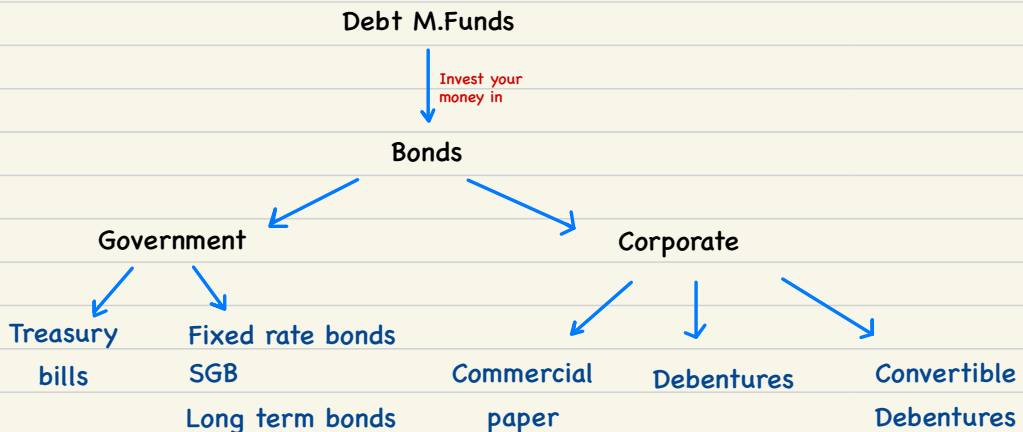 Debt M.Funds
Invest your
money in
Bonds
Government
Corporate
Treasury
bills
Fixed rate bonds
SGB
Long term bonds
Commercial
paper
Debentures
Convertible
Debentures